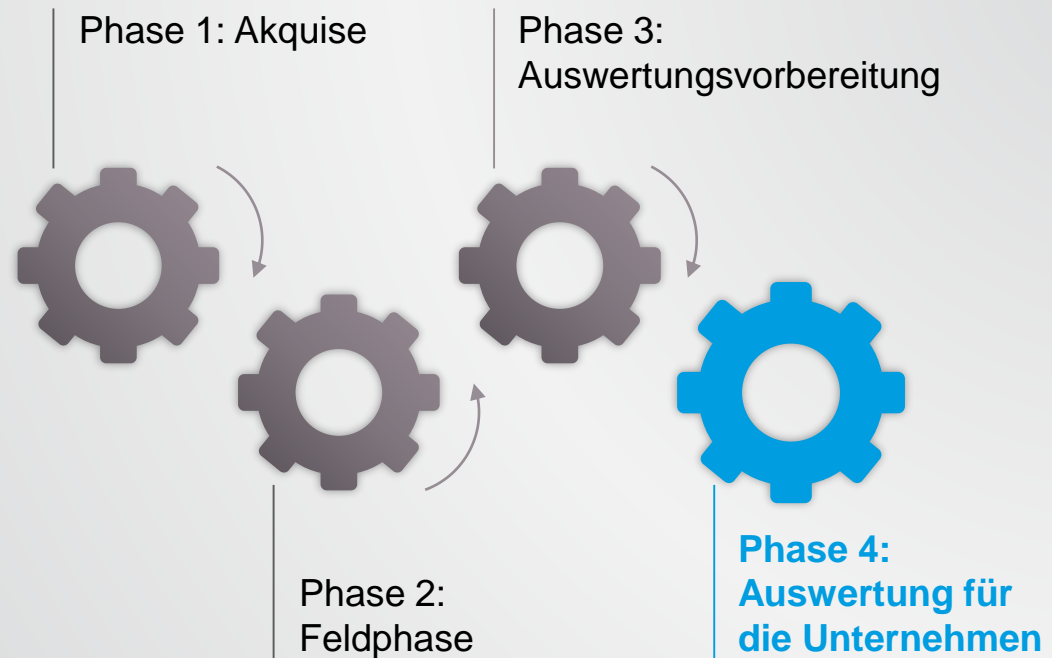 Phase 1: Akquise
Phase 2:
Feldphase
Phase 3:
Auswertungsvorbereitung
Phase 4:
Auswertung für
die Unternehmen